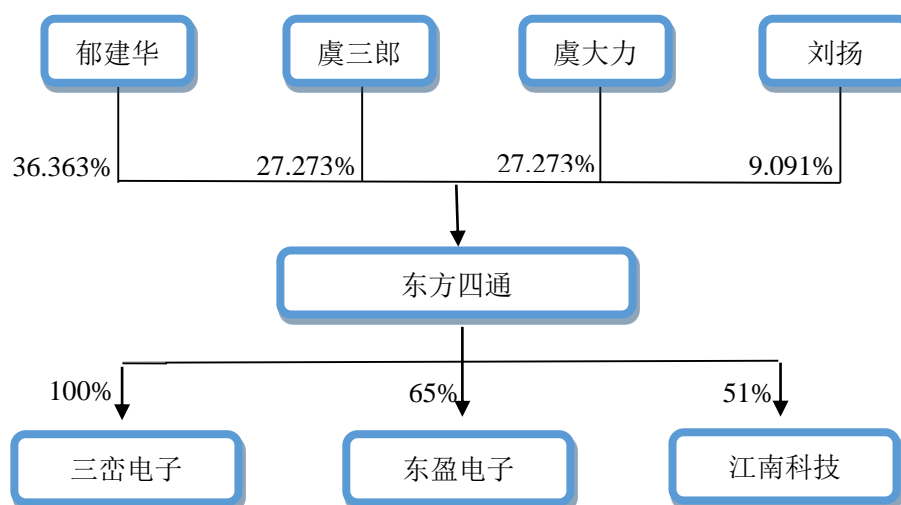 郁建华 虞三郎 虞大力 刘扬
36.363% 27.273% 27.273% 9.091%
东方四通
100% 65% 51%
三峦电子 东盈电子 江南科技